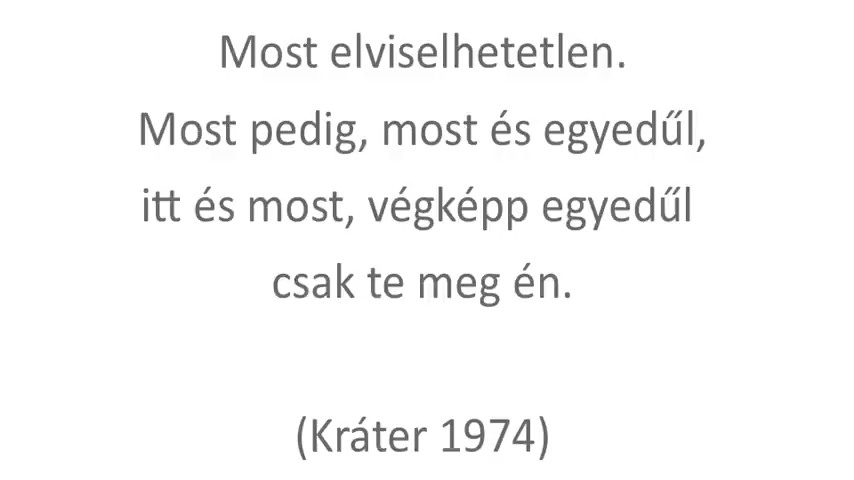 Most elviselhetetlen.
Most pedig, most és egyedűl,
itt és most, végképp egyedűl
csak te meg én.
(Kráter 1974)